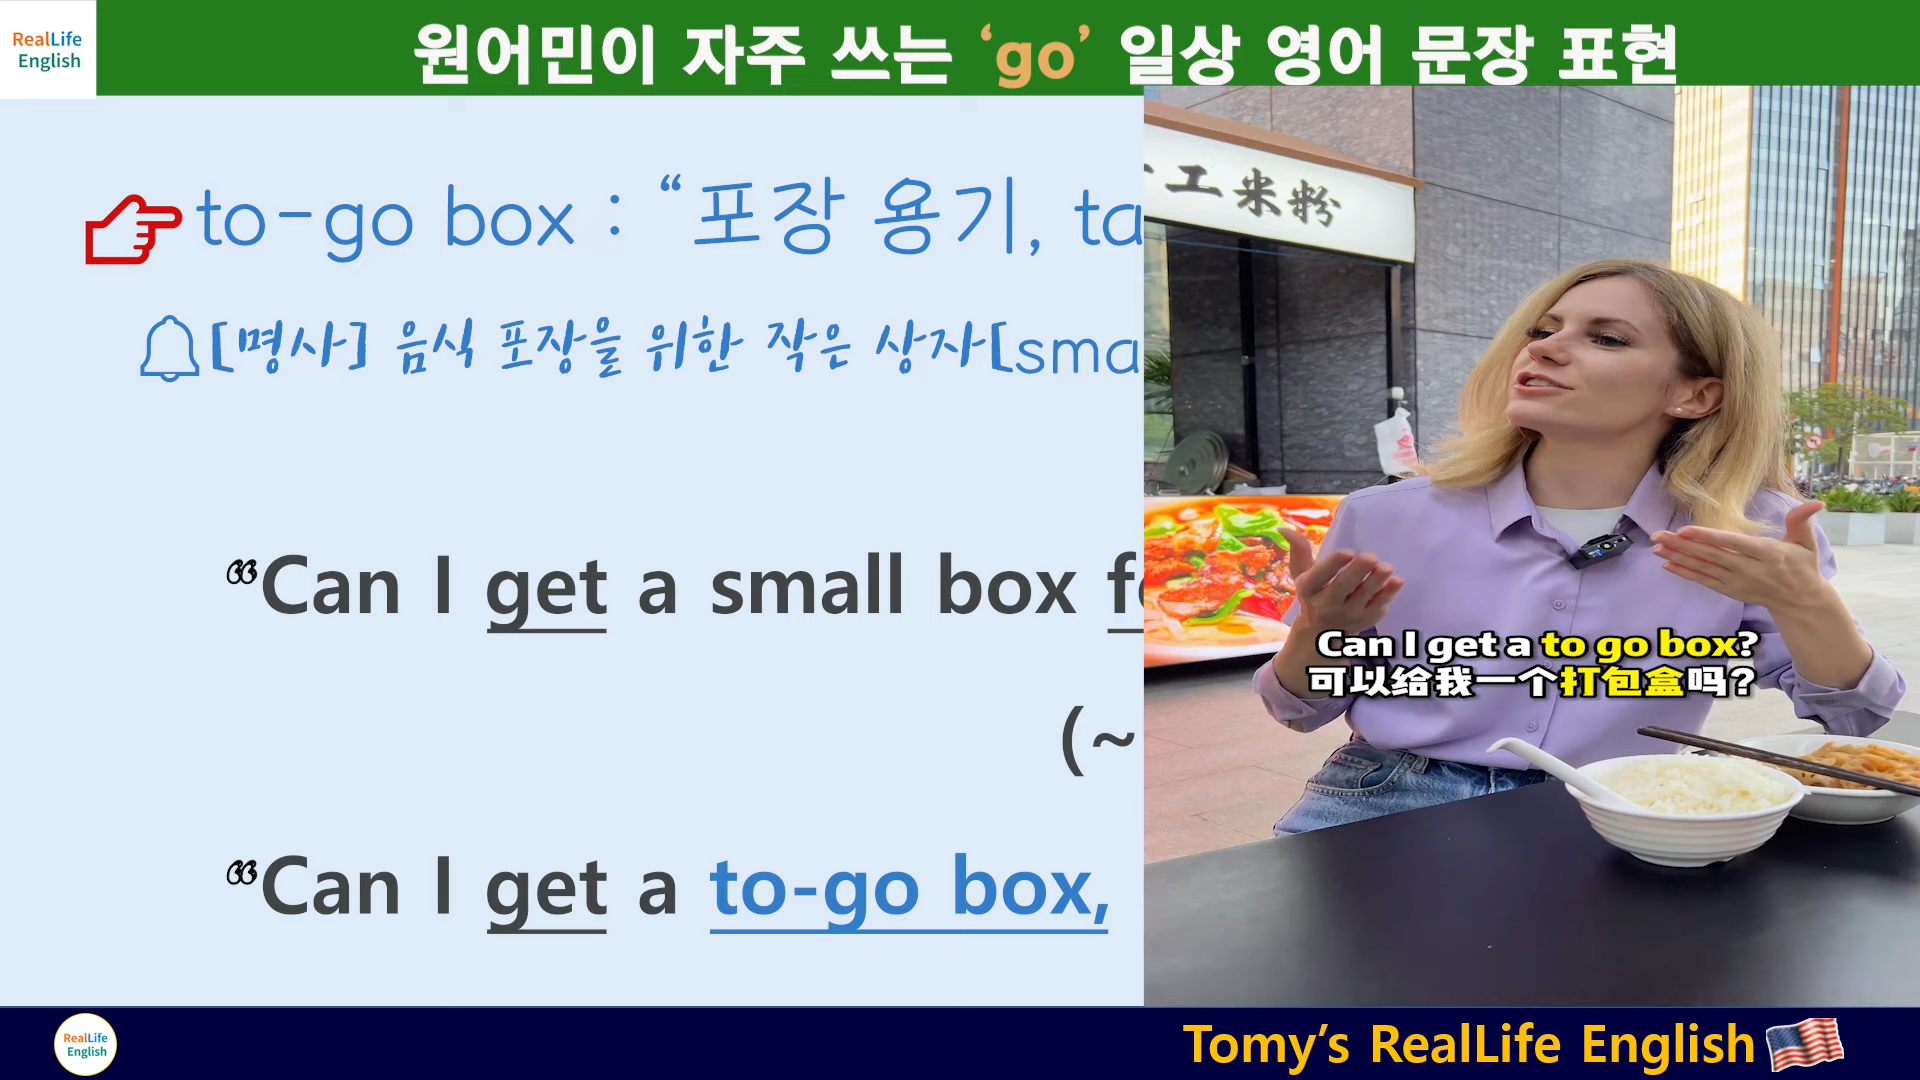 RealLife
English
원어민이 자주 쓰는 ‘go’ 일상 영어 문장 표현
to-go box : “포장 용기, ta
[명사] 음식 포장을 위한 작은 상자[sma
“Can I get a small box f
(~
“Can I get a to-go box,
工米粉
Can I get a to go box?
可以给我一个打包盒吗?
RealLife
English
Tomy’s RealLife English